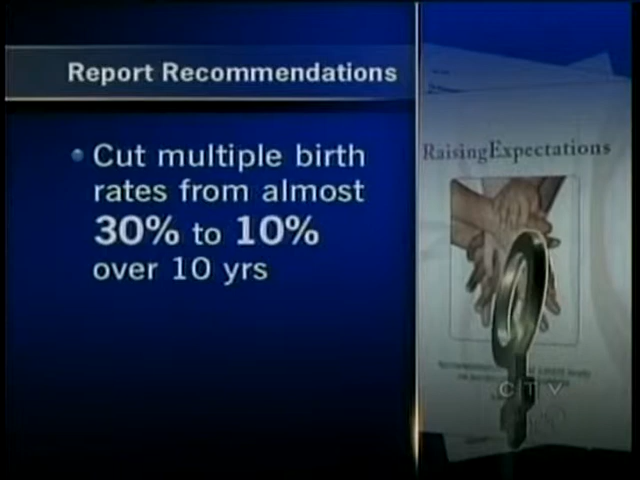 Report Recommendations
Cut multiple birth
rates from almost
30% to 10%
over 10 yrs
RaisingExpectations
CTV